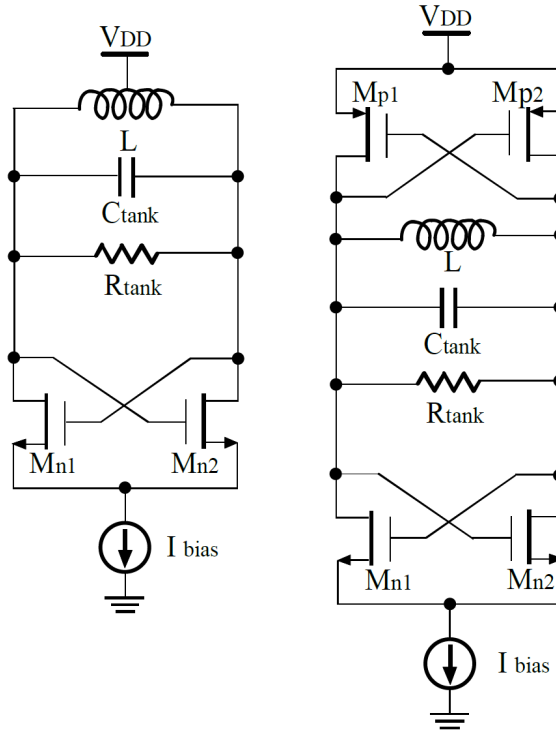 VDD
L
Ctank
Rtank
Mn1
Mn2
I bias
VDD
Mp1
Mp2
L
Ctank
Rtank
Mn1
Mn2
I bias